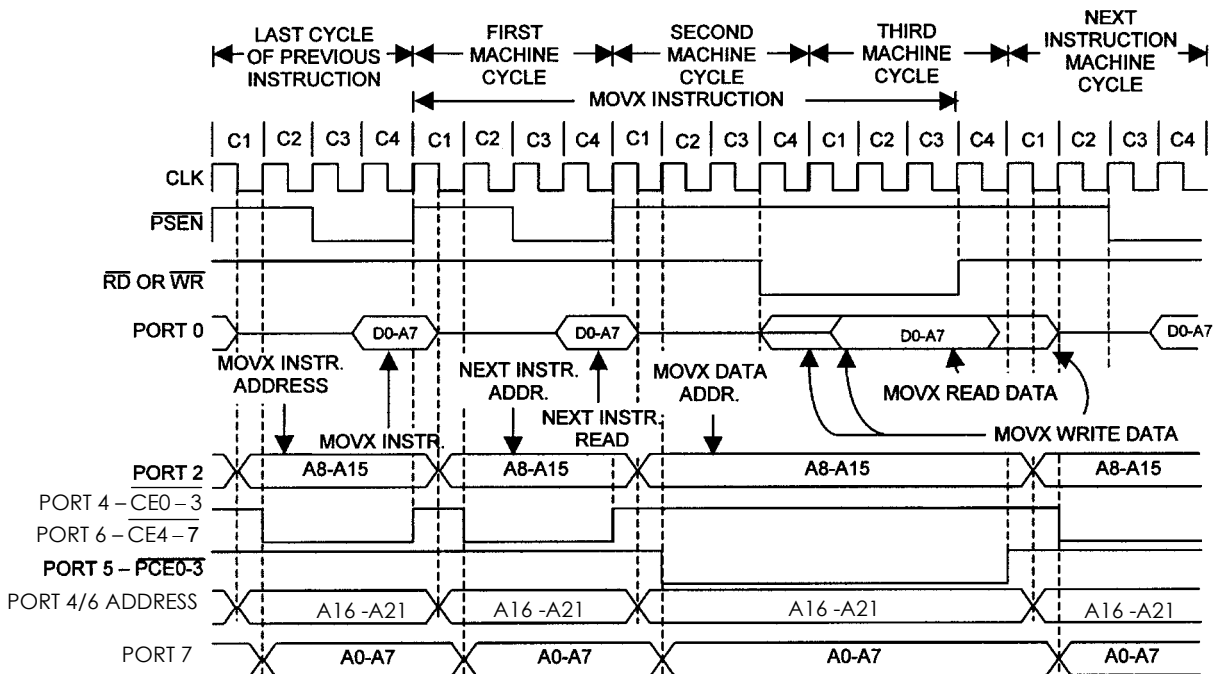 LAST CYCLE
OF PREVIOUS
INSTRUCTION
FIRST
MACHINE
CYCLE
SECOND
MACHINE
CYCLE
THIRD
MACHINE
CYCLE
NEXT
INSTRUCTION
MACHINE
CYCLE
MOVX INSTRUCTION
C1 C2 C3 C4 C1 C2 C3 C4 C1 C2 C3 C4 C1 C2 C3 C4 C1 C2 C3 C4
CLK
PSEN
RD OR WR
PORT 0 D0-A7 D0-A7 D0-A7 D0-A7
MOVX INSTR.
ADDRESS
MOVX INSTR.
NEXT INSTR.
ADDR.
NEXT INSTR.
READ
MOVX DATA
ADDR.
MOVX READ DATA
MOVX WRITE DATA
PORT 2 A8-A15 A8-A15 A8-A15 A8-A15
PORT 4 – CE0 – 3
PORT 6 – CE4 – 7
PORT 5 – PCE0-3
PORT 4/6 ADDRESS A16 -A21 A16 -A21 A16 -A21 A16 -A21
PORT 7 A0-A7 A0-A7 A0-A7 A0-A7